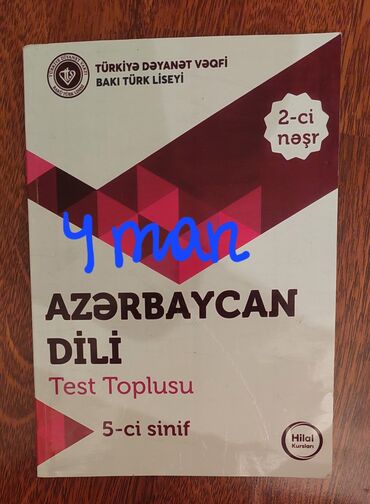 TÜRKİYƏ DƏYANƏT VƏQFİ
BAKI TÜRK LİSEYİ
2-ci
nəşr
4 man
AZƏRBAYCAN
DİLİ
Test Toplusu
5-ci sinif
Hilal
Kursları